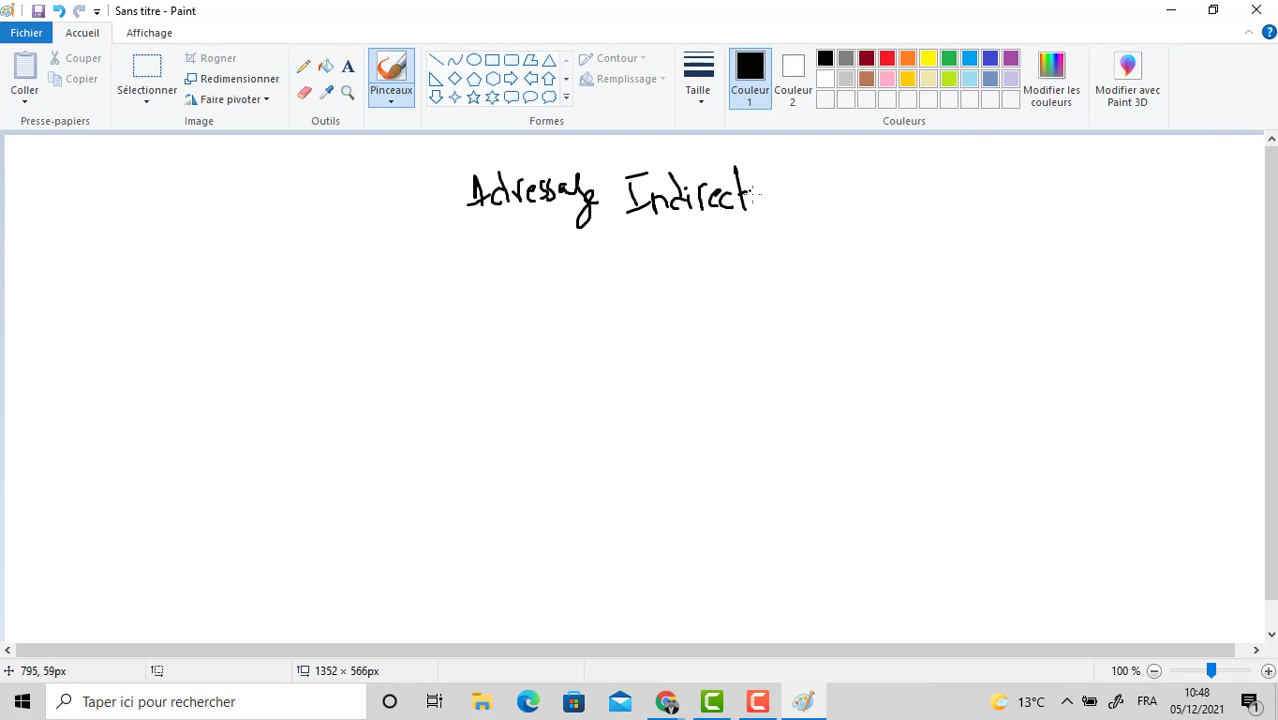 Sans titre - Paint
Fichier Accueil Affichage
Coller
Couper
Copier
Presse-papiers
Sélectionner
Rogner
Redimensionner
Faire pivoter
Image
Outils
Pinceaux
Contour
Remplissage
Formes
Taille
Couleur 1
Couleur 2
Modifier les couleurs
Couleurs
Modifier avec Paint 3D
Adressage Indirect
795, 59px
1352 × 566px
100 %
Taper ici pour rechercher
13°C
FRA
10:48
05/12/2021
1